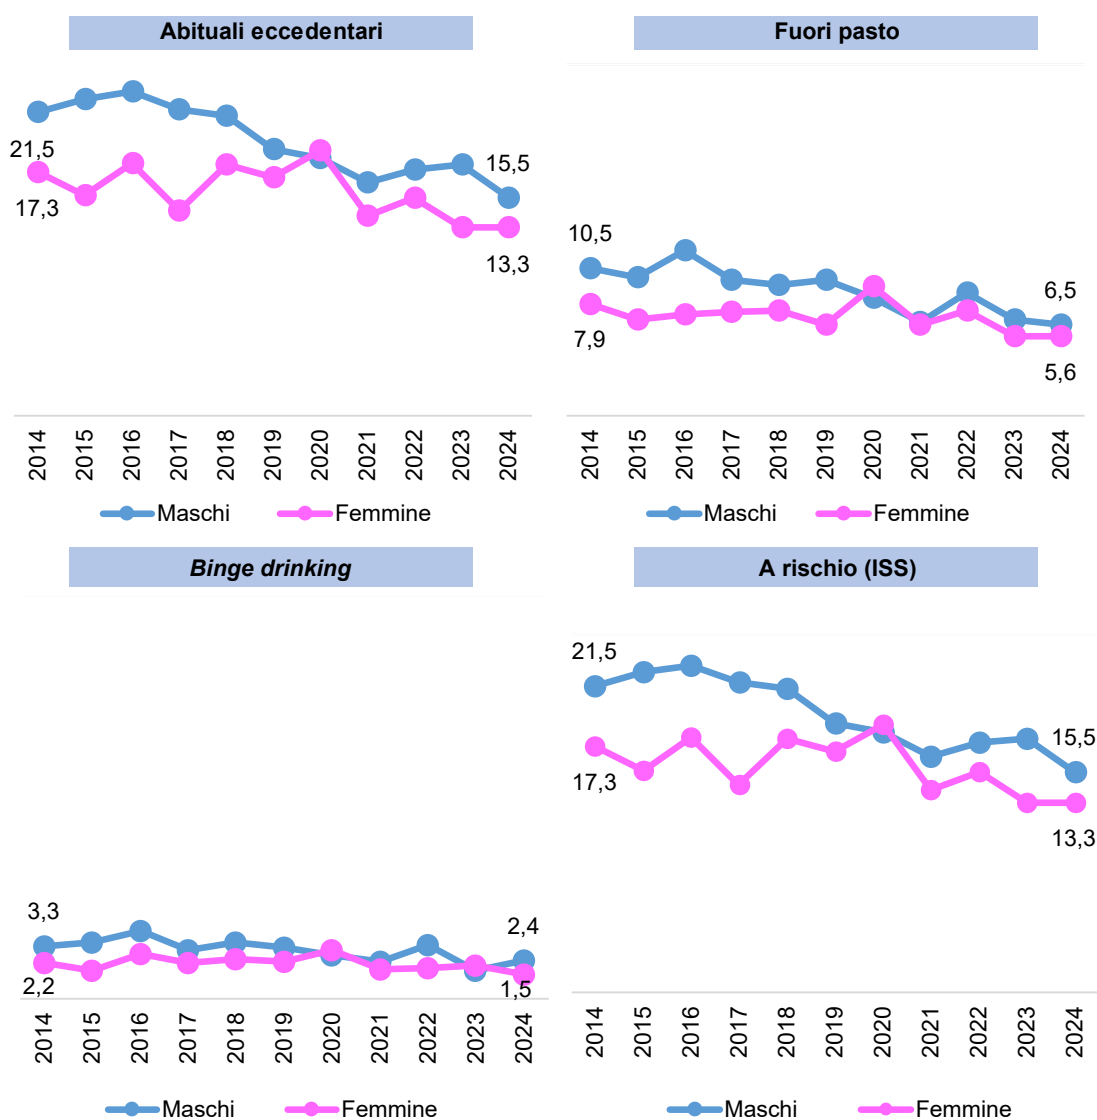 Abituali eccedentari
21,5
17,3
15,5
13,3
2014 2015 2016 2017 2018 2019 2020 2021 2022 2023 2024
Maschi Femmine
Fuori pasto
10,5
7,9
6,5
5,6
2014 2015 2016 2017 2018 2019 2020 2021 2022 2023 2024
Maschi Femmine
Binge drinking
3,3
2,2
2,4
1,5
2014 2015 2016 2017 2018 2019 2020 2021 2022 2023 2024
Maschi Femmine
A rischio (ISS)
21,5
17,3
15,5
13,3
2014 2015 2016 2017 2018 2019 2020 2021 2022 2023 2024
Maschi Femmine